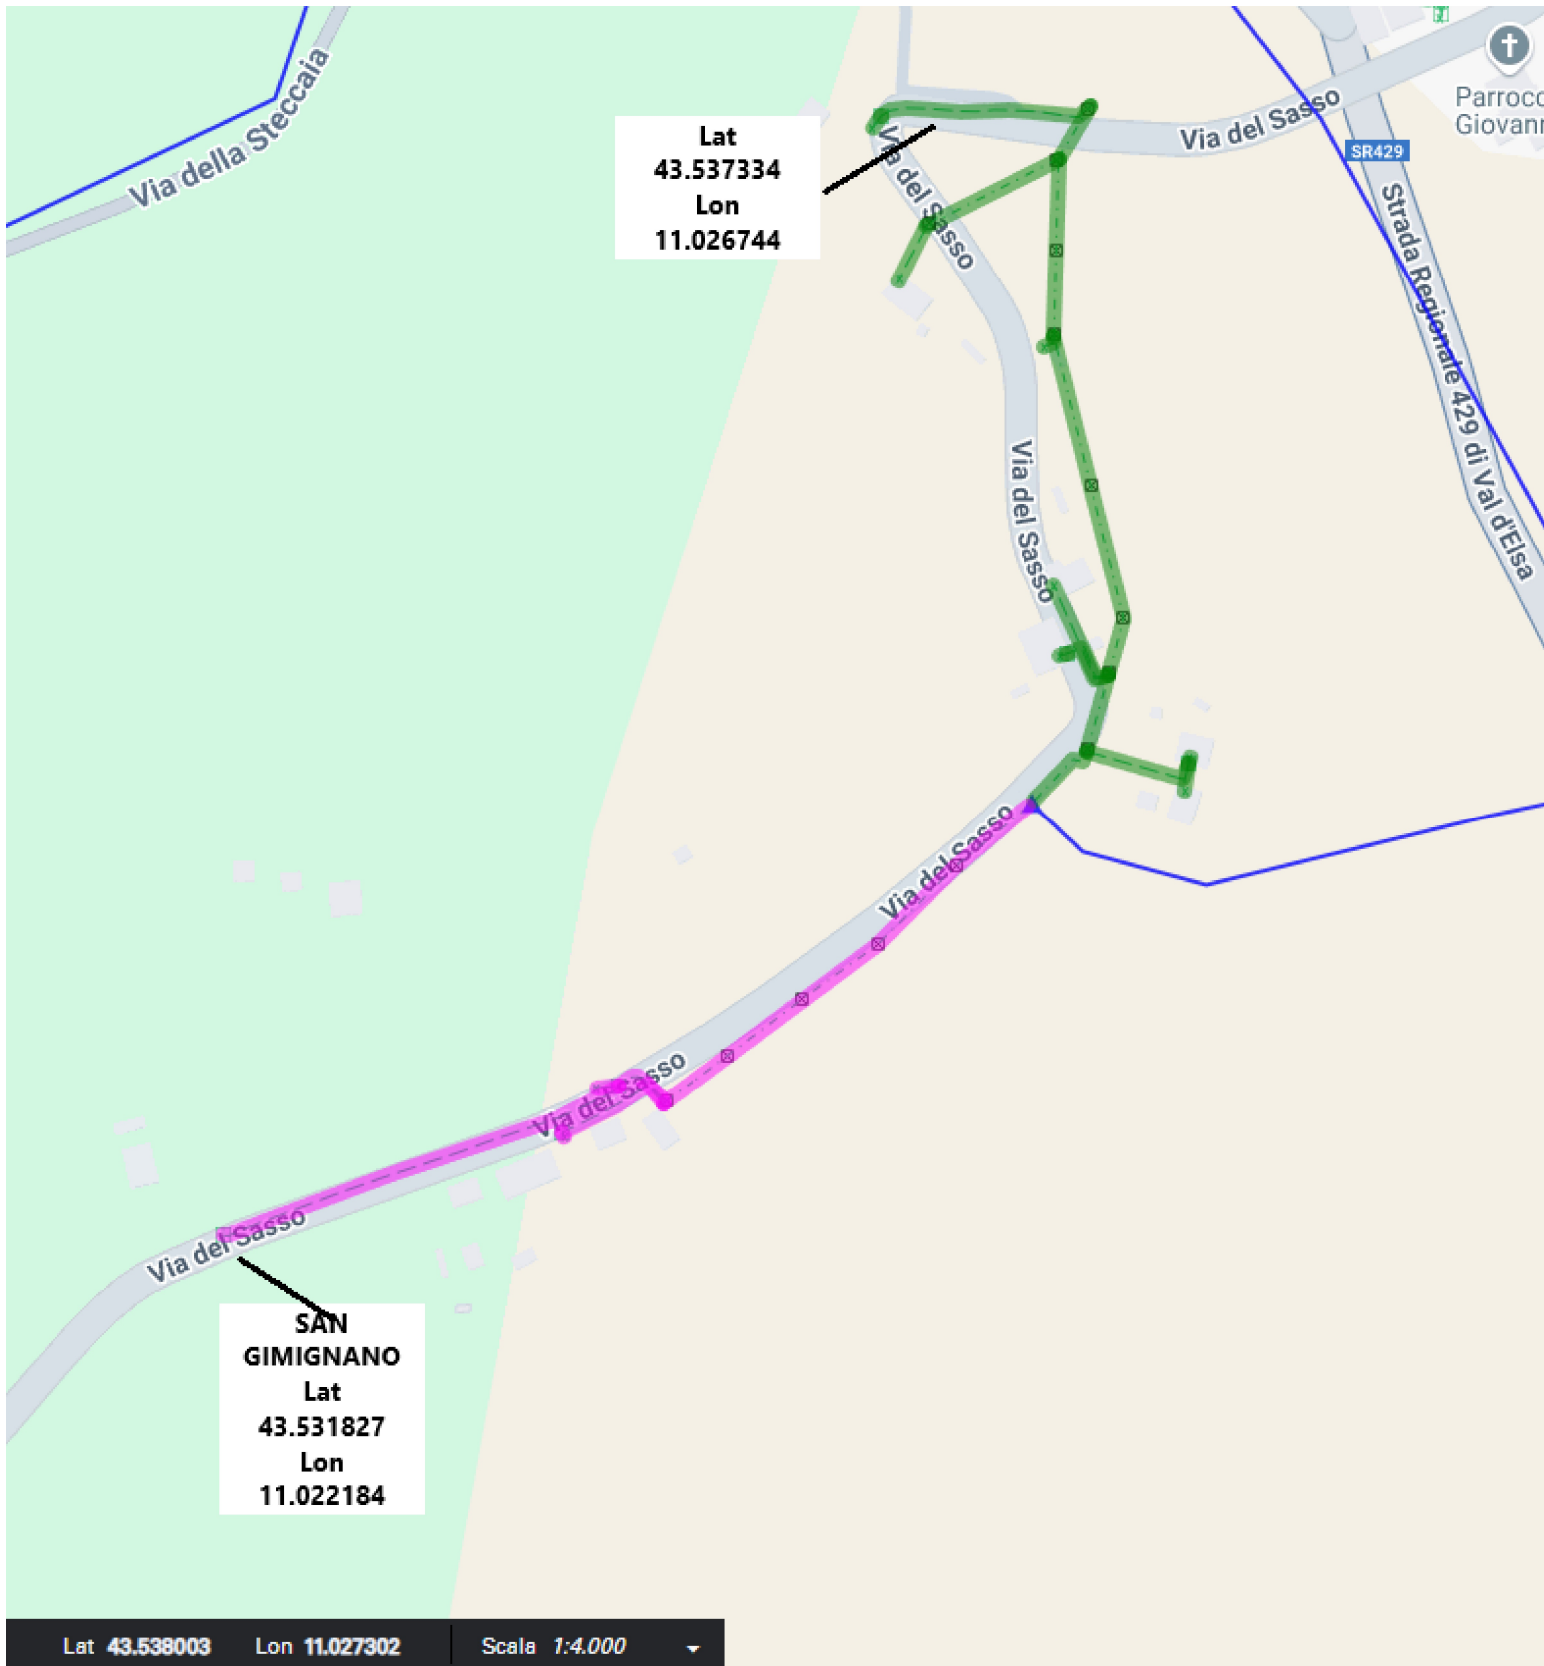 Via della Steccaia
Via del Sasso
Parrocc
Giovann
SR429
Lat
43.537334
Lon
11.026744
Via del Sasso
Strada Regionale 429 di Val d'Elsa
Via del Sasso
Via del Sasso
Via del Sasso
Via del Sasso
SAN
GIMIGNANO
Lat
43.531827
Lon
11.022184
Lat 43.538003 Lon 11.027302 Scala 1:4.000